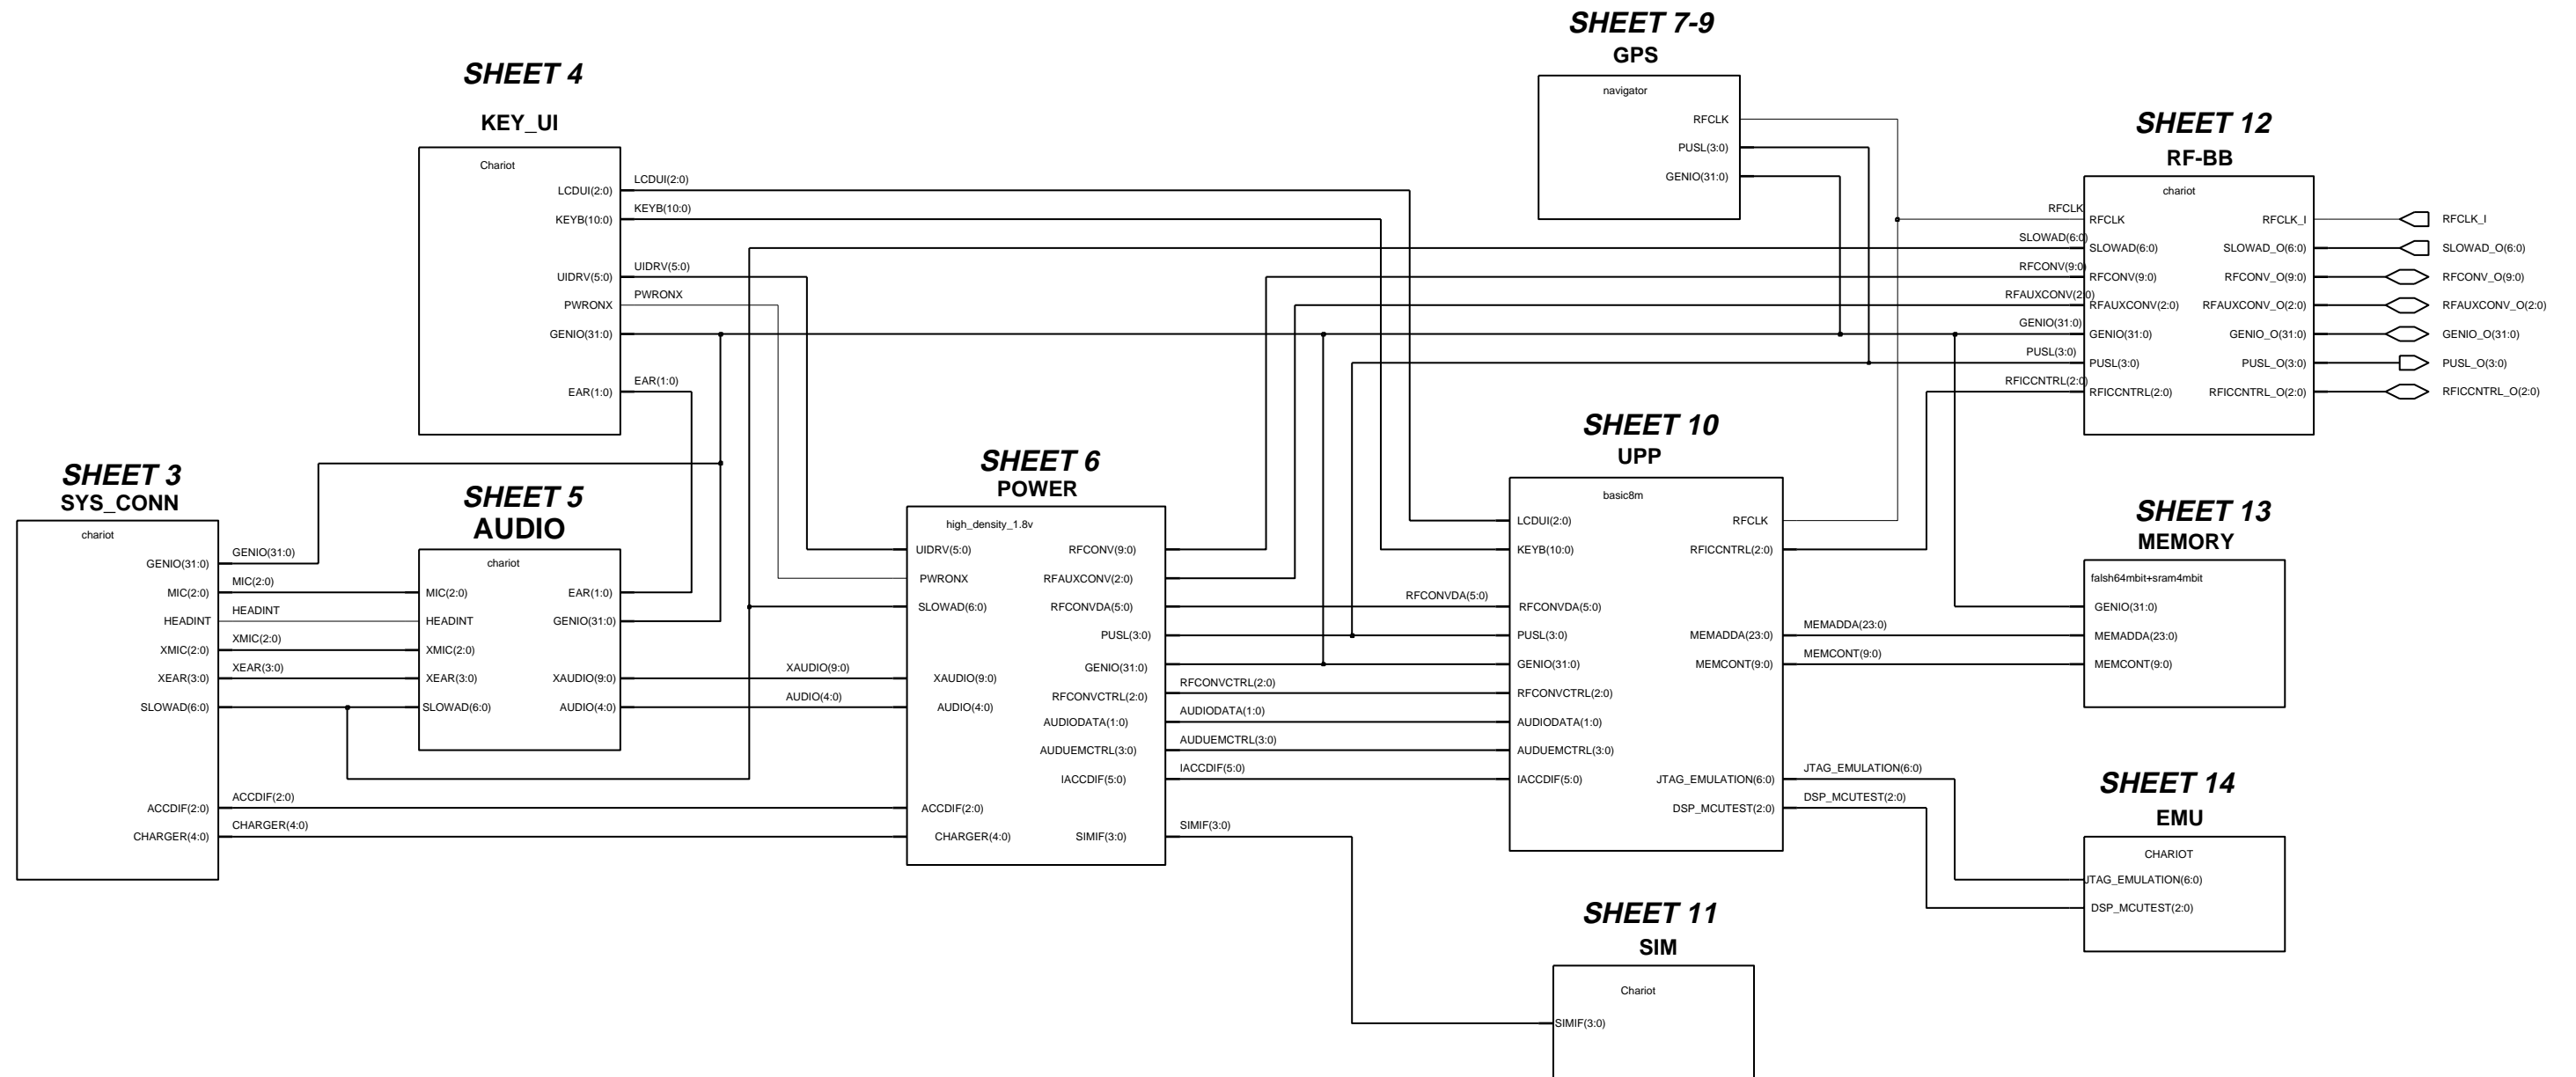 SHEET 7-9
GPS
navigator
RFCLK
PUSL(3:0)
GENIO(31:0)
SHEET 4
KEY_UI
Chariot
LCDUI(2:0)
KEYB(10:0)
UIDRV(5:0)
PWRONX
GENIO(31:0)
EAR(1:0)
LCDUI(2:0)
KEYB(10:0)
UIDRV(5:0)
PWRONX
EAR(1:0)
SHEET 12
RF-BB
chariot
RFCLK
SLOWAD(6:0)
RFCONV(9:0)
RFAUXCONV(2:0)
GENIO(31:0)
PUSL(3:0)
RFICCNTRL(2:0)
RFCLK
SLOWAD(6:0)
RFCONV(9:0)
RFAUXCONV(2:0)
GENIO(31:0)
PUSL(3:0)
RFICCNTRL(2:0)
RFCLK_I
SLOWAD_O(6:0)
RFCONV_O(9:0)
RFAUXCONV_O(2:0)
GENIO_O(31:0)
PUSL_O(3:0)
RFICCNTRL_O(2:0)
RFCLK_I
SLOWAD_O(6:0)
RFCONV_O(9:0)
RFAUXCONV_O(2:0)
GENIO_O(31:0)
PUSL_O(3:0)
RFICCNTRL_O(2:0)
SHEET 3
SYS_CONN
chariot
GENIO(31:0)
MIC(2:0)
HEADINT
XMIC(2:0)
XEAR(3:0)
SLOWAD(6:0)
ACCDIF(2:0)
CHARGER(4:0)
GENIO(31:0)
MIC(2:0)
HEADINT
XMIC(2:0)
XEAR(3:0)
ACCDIF(2:0)
CHARGER(4:0)
SHEET 5
AUDIO
chariot
MIC(2:0)
HEADINT
XMIC(2:0)
XEAR(3:0)
SLOWAD(6:0)
EAR(1:0)
GENIO(31:0)
XAUDIO(9:0)
AUDIO(4:0)
XAUDIO(9:0)
AUDIO(4:0)
SHEET 6
POWER
high_density_1.8v
UIDRV(5:0)
PWRONX
SLOWAD(6:0)
XAUDIO(9:0)
AUDIO(4:0)
ACCDIF(2:0)
CHARGER(4:0)
RFCONV(9:0)
RFAUXCONV(2:0)
RFCONVDA(5:0)
PUSL(3:0)
GENIO(31:0)
RFCONVCTRL(2:0)
AUDIODATA(1:0)
AUDUEMCTRL(3:0)
IACCDIF(5:0)
SIMIF(3:0)
RFCONVDA(5:0)
RFCONVCTRL(2:0)
AUDIODATA(1:0)
AUDUEMCTRL(3:0)
IACCDIF(5:0)
SIMIF(3:0)
SHEET 10
UPP
basic8m
LCDUI(2:0)
KEYB(10:0)
RFCONVDA(5:0)
PUSL(3:0)
GENIO(31:0)
RFCONVCTRL(2:0)
AUDIODATA(1:0)
AUDUEMCTRL(3:0)
IACCDIF(5:0)
RFCLK
RFICCNTRL(2:0)
MEMADDA(23:0)
MEMCONT(9:0)
JTAG_EMULATION(6:0)
DSP_MCUTEST(2:0)
MEMADDA(23:0)
MEMCONT(9:0)
JTAG_EMULATION(6:0)
DSP_MCUTEST(2:0)
SHEET 13
MEMORY
falsh64mbit+sram4mbit
GENIO(31:0)
MEMADDA(23:0)
MEMCONT(9:0)
SHEET 14
EMU
CHARIOT
JTAG_EMULATION(6:0)
DSP_MCUTEST(2:0)
SHEET 11
SIM
Chariot
SIMIF(3:0)